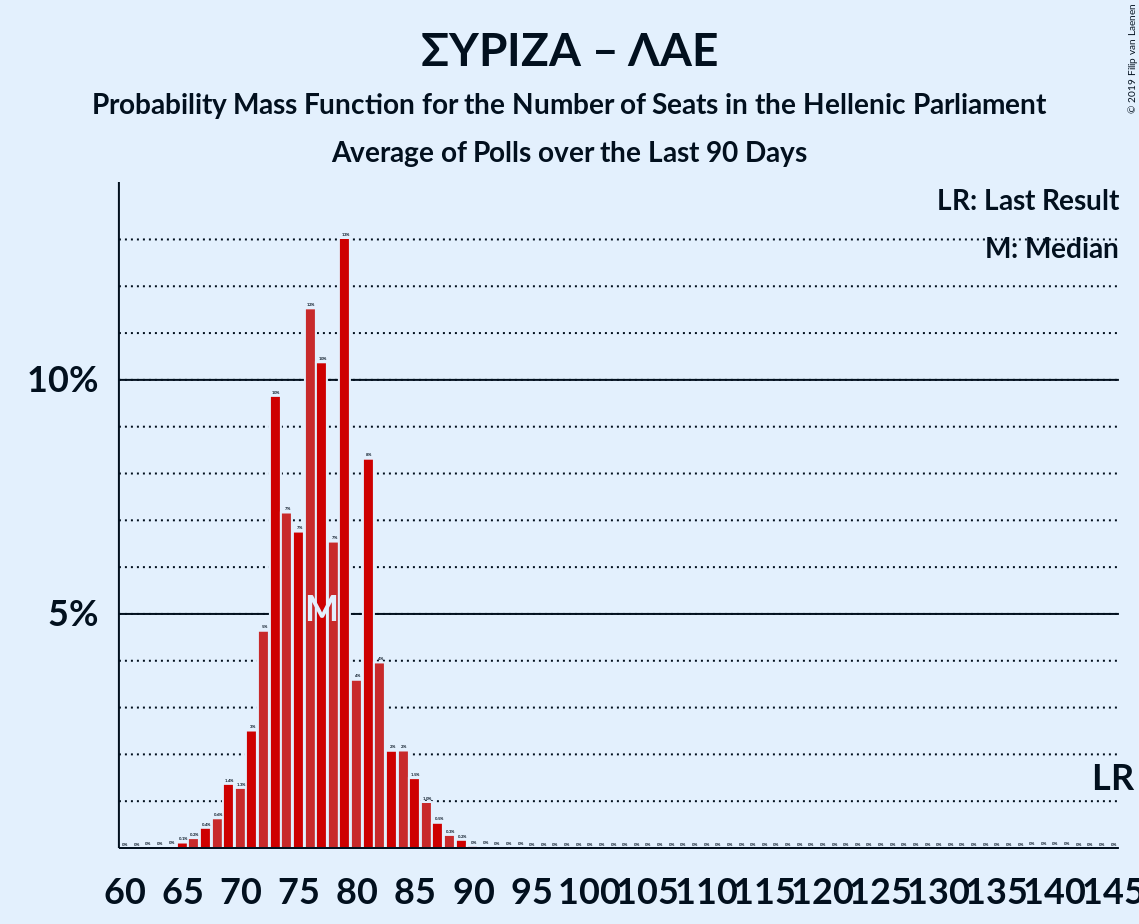 ΣΥΡΙΖΑ – ΛΑΕ
Probability Mass Function for the Number of Seats in the Hellenic Parliament
Average of Polls over the Last 90 Days
© 2019 Filip van Laenen
LR: Last Result
M: Median
10%
5%
M
LR
60 65 70 75 80 85 90 95 100 105 110 115 120 125 130 135 140 145